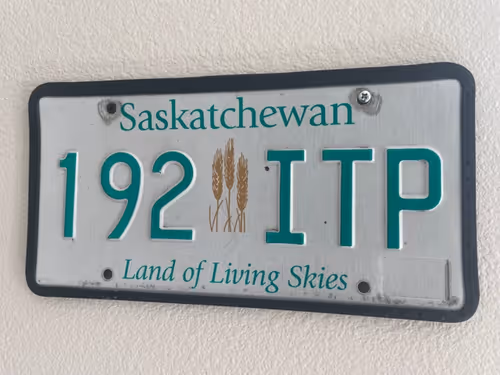 Saskatchewan
192 ITP
Land of Living Skies